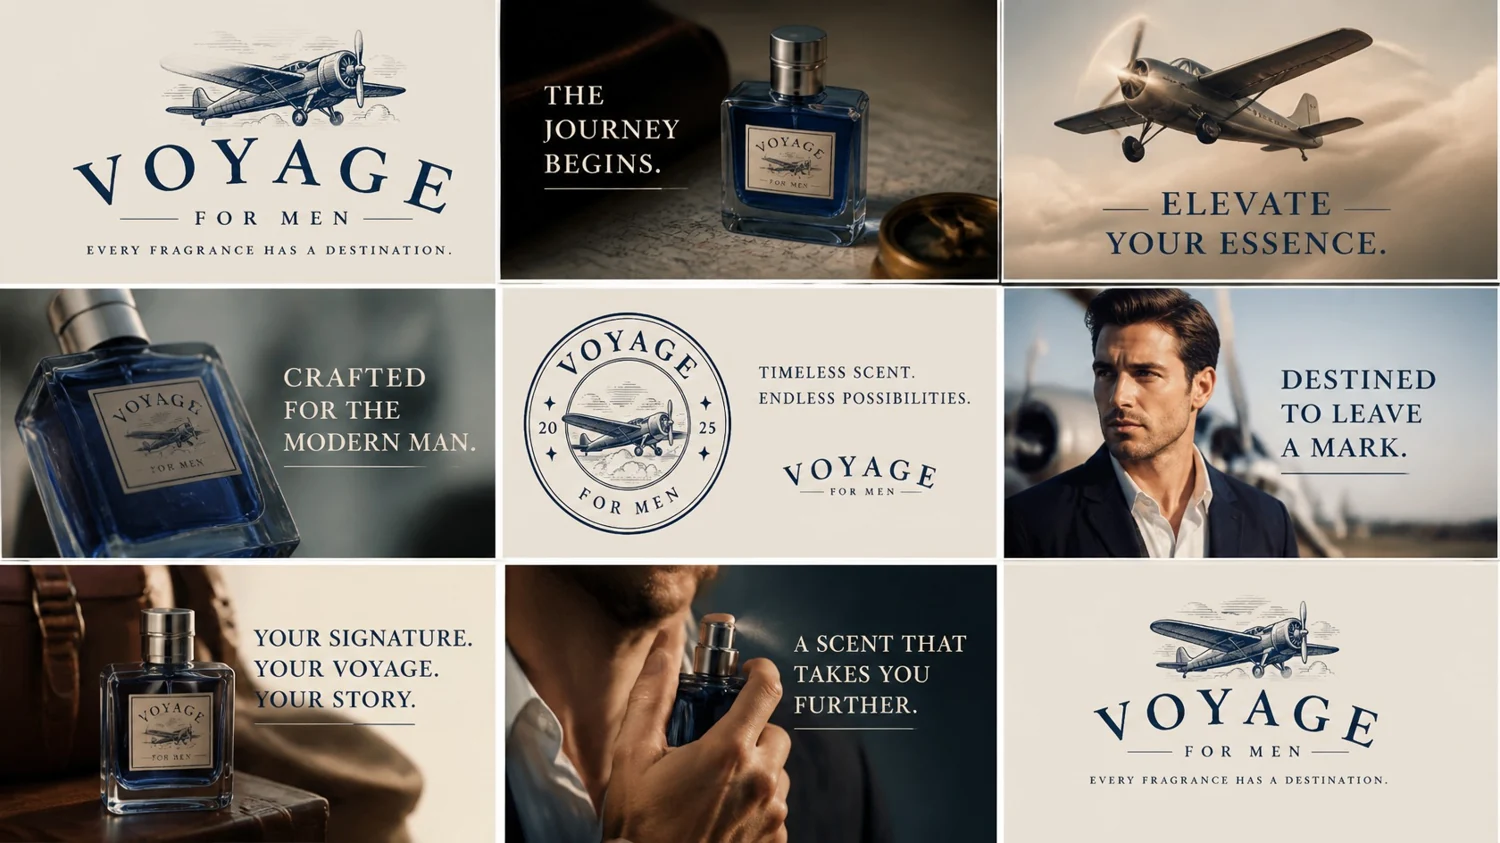 VOYAGE
FOR MEN
EVERY FRAGRANCE HAS A DESTINATION.
THE
JOURNEY
BEGINS.
VOYAGE
FOR MEN
ELEVATE
YOUR ESSENCE.
VOYAGE
FOR MEN
CRAFTED
FOR THE
MODERN MAN.
VOYAGE
20 25
FOR MEN
TIMELESS SCENT.
ENDLESS POSSIBILITIES.
VOYAGE
FOR MEN
DESTINED
TO LEAVE
A MARK.
VOYAGE
FOR MEN
YOUR SIGNATURE.
YOUR VOYAGE.
YOUR STORY.
A SCENT THAT
TAKES YOU
FURTHER.
VOYAGE
FOR MEN
EVERY FRAGRANCE HAS A DESTINATION.